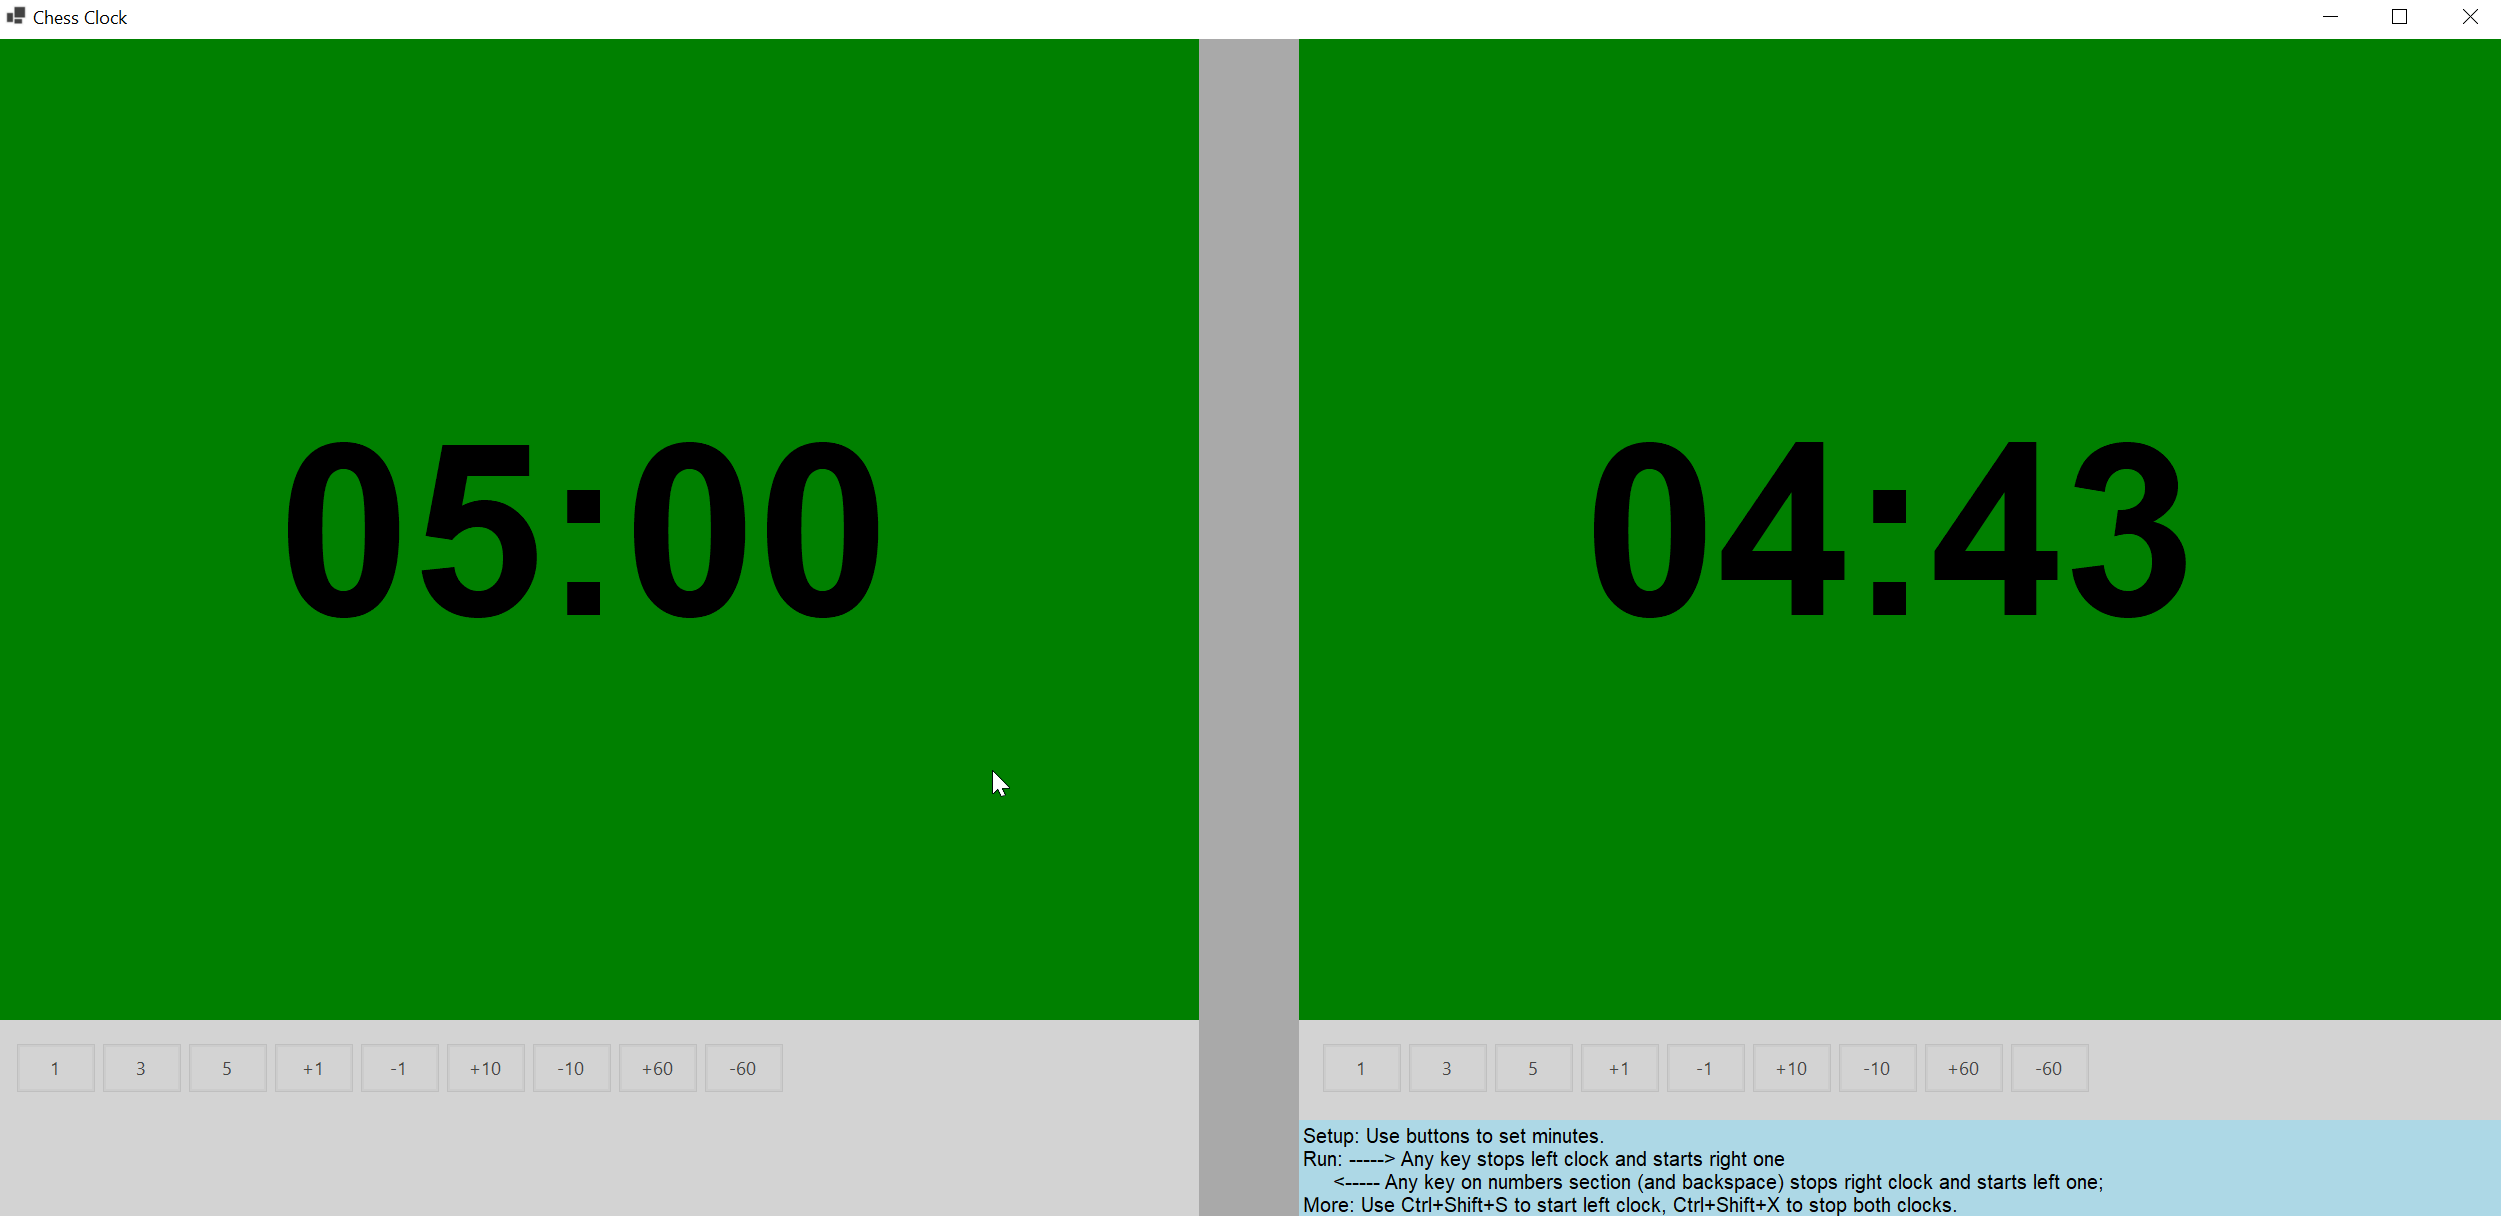 Chess Clock
05:00
04:43
1 3 5 +1 -1 +10 -10 +60 -60
1 3 5 +1 -1 +10 -10 +60 -60
Setup: Use buttons to set minutes.
Run: -----> Any key stops left clock and starts right one
<----- Any key on numbers section (and backspace) stops right clock and starts left one;
More: Use Ctrl+Shift+S to start left clock, Ctrl+Shift+X to stop both clocks.